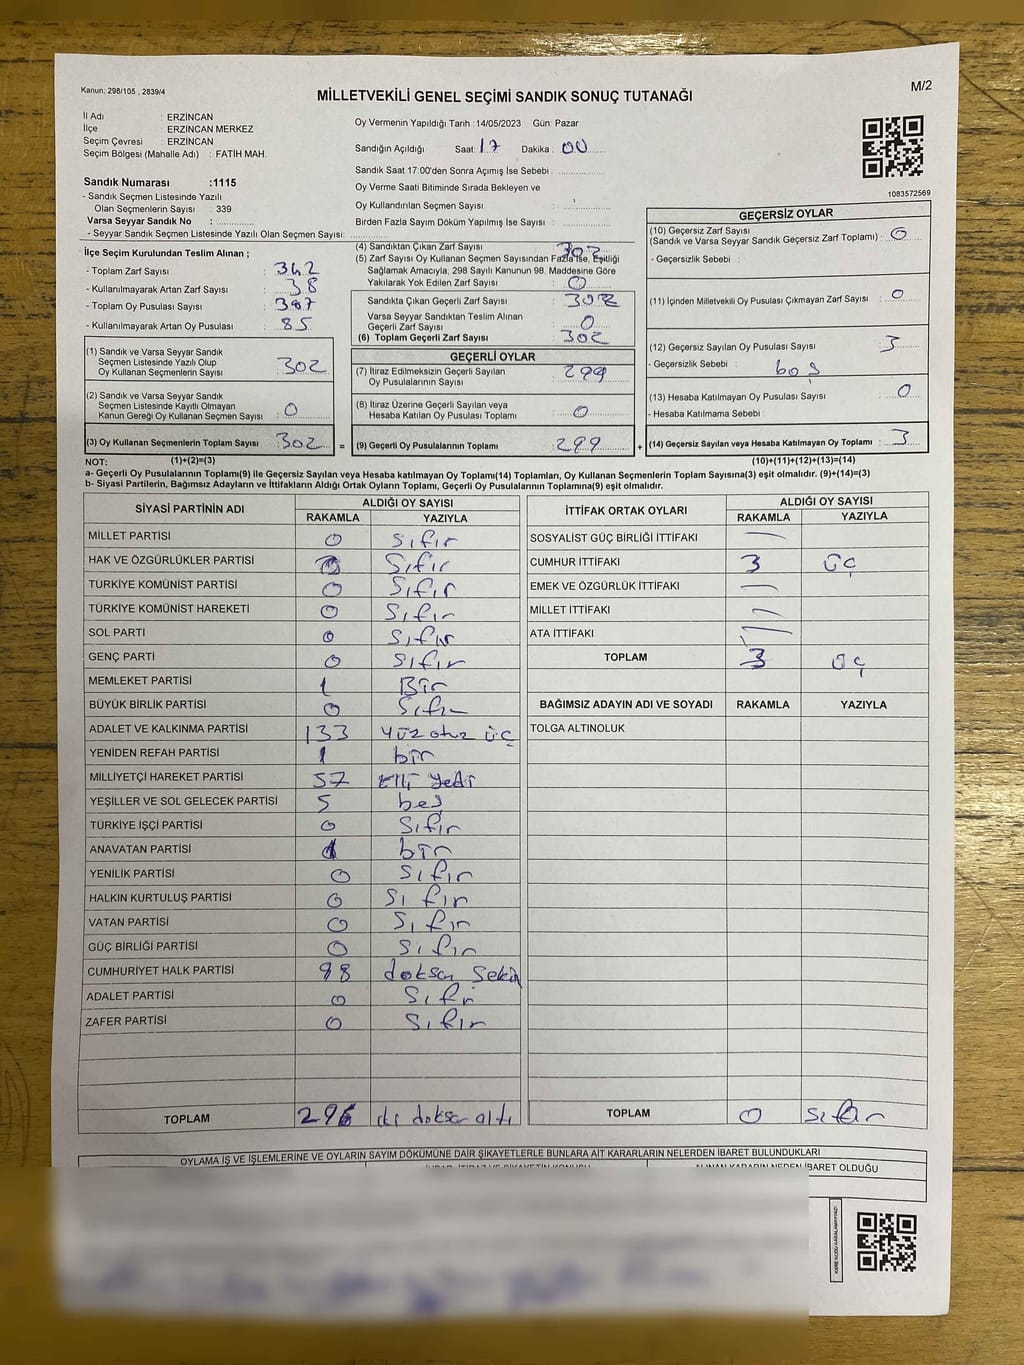 Kanun; 298/105 , 2839/4
M/2
MİLLETVEKİLİ GENEL SEÇİMİ SANDIK SONUÇ TUTANAĞI
İl Adı : ERZİNCAN
İlçe : ERZİNCAN MERKEZ
Seçim Çevresi : ERZİNCAN
Seçim Bölgesi (Mahalle Adı) : FATİH MAH.
Sandık Numarası :1115
- Sandık Seçmen Listesinde Yazılı
Olan Seçmenlerin Sayısı : 339
Varsa Seyyar Sandık No :
- Seyyar Sandık Seçmen Listesinde Yazılı Olan Seçmen Sayısı:
Oy Vermenin Yapıldığı Tarih :14/05/2023 Gün: Pazar
Sandığın Açıldığı Saat: 17 Dakika : 00
Sandık Saat 17:00'den Sonra Açımış İse Sebebi :
Oy Verme Saati Bitiminde Sırada Bekleyen ve
Oy Kullandırılan Seçmen Sayısı :
Birden Fazla Sayım Döküm Yapılmış İse Sayısı :
1083572569
İlçe Seçim Kurulundan Teslim Alınan ;
- Toplam Zarf Sayısı : 342
- Kullanılmayarak Artan Zarf Sayısı : 38
- Toplam Oy Pusulası Sayısı : 387
- Kullanılmayarak Artan Oy Pusulası : 85
(4) Sandıktan Çıkan Zarf Sayısı 302
(5) Zarf Sayısı Oy Kullanan Seçmen Sayısından Fazla İse, Eşitliği
Sağlamak Amacıyla, 298 Sayılı Kanunun 98. Maddesine Göre
Yakılarak Yok Edilen Zarf Sayısı : 0
Sandıkta Çıkan Geçerli Zarf Sayısı : 302
Varsa Seyyar Sandıktan Teslim Alınan
Geçerli Zarf Sayısı : 0
(6) Toplam Geçerli Zarf Sayısı : 302
GEÇERSİZ OYLAR
(10) Geçersiz Zarf Sayısı
(Sandık ve Varsa Seyyar Sandık Geçersiz Zarf Toplamı) : 0
- Geçersizlik Sebebi :
(11) İçinden Milletvekili Oy Pusulası Çıkmayan Zarf Sayısı : 0
(12) Geçersiz Sayılan Oy Pusulası Sayısı : 3
- Geçersizlik Sebebi : boş
(13) Hesaba Katılmayan Oy Pusulası Sayısı : 0
- Hesaba Katılmama Sebebi :
(14) Geçersiz Sayılan veya Hesaba Katılmayan Oy Toplamı : 3
(1) Sandık ve Varsa Seyyar Sandık
Seçmen Listesinde Yazılı Olup
Oy Kullanan Seçmenlerin Sayısı : 302
(2) Sandık ve Varsa Seyyar Sandık
Seçmen Listesinde Kayıtlı Olmayan
Kanun Gereği Oy Kullanan Seçmen Sayısı : 0
(3) Oy Kullanan Seçmenlerin Toplam Sayısı : 302 =
GEÇERLİ OYLAR
(7) İtiraz Edilmeksizin Geçerli Sayılan
Oy Pusulalarının Sayısı : 299
(8) İtiraz Üzerine Geçerli Sayılan veya
Hesaba Katılan Oy Pusulası Toplamı : 0
(9) Geçerli Oy Pusulalarının Toplamı : 299 +
NOT: (1)+(2)=(3) (10)+(11)+(12)+(13)=(14)
a- Geçerli Oy Pusulalarının Toplamı(9) ile Geçersiz Sayılan veya Hesaba katılmayan Oy Toplamı(14) Toplamları, Oy Kullanan Seçmenlerin Toplam Sayısına(3) eşit olmalıdır. (9)+(14)=(3)
b- Siyasi Partilerin, Bağımsız Adayların ve İttifakların Aldığı Ortak Oyların Toplamı, Geçerli Oy Pusulalarının Toplamına(9) eşit olmalıdır.
SİYASİ PARTİNİN ADI ALDIĞI OY SAYISI
RAKAMLA YAZIYLA
MİLLET PARTİSİ 0 Sıfır
HAK VE ÖZGÜRLÜKLER PARTİSİ 0 Sıfır
TÜRKİYE KOMÜNİST PARTİSİ 0 Sıfır
TÜRKİYE KOMÜNİST HAREKETİ 0 Sıfır
SOL PARTİ 0 Sıfır
GENÇ PARTİ 0 Sıfır
MEMLEKET PARTİSİ 1 Bir
BÜYÜK BİRLİK PARTİSİ 0 Sıfır
ADALET VE KALKINMA PARTİSİ 133 yüz otuz üç
YENİDEN REFAH PARTİSİ 1 bir
MİLLİYETÇİ HAREKET PARTİSİ 57 Elli yedi
YEŞİLLER VE SOL GELECEK PARTİSİ 5 beş
TÜRKİYE İŞÇİ PARTİSİ 0 Sıfır
ANAVATAN PARTİSİ 1 bir
YENİLİK PARTİSİ 0 Sıfır
HALKIN KURTULUŞ PARTİSİ 0 Sıfır
VATAN PARTİSİ 0 Sıfır
GÜÇ BİRLİĞİ PARTİSİ 0 Sıfır
CUMHURİYET HALK PARTİSİ 98 doksan sekiz
ADALET PARTİSİ 0 Sıfır
ZAFER PARTİSİ 0 Sıfır
TOPLAM 296 iki doksan altı
İTTİFAK ORTAK OYLARI ALDIĞI OY SAYISI
RAKAMLA YAZIYLA
SOSYALİST GÜÇ BİRLİĞİ İTTİFAKI —
CUMHUR İTTİFAKI 3 üç
EMEK VE ÖZGÜRLÜK İTTİFAKI —
MİLLET İTTİFAKI —
ATA İTTİFAKI —
TOPLAM 3 üç
BAĞIMSIZ ADAYIN ADI VE SOYADI RAKAMLA YAZIYLA
TOLGA ALTINOLUK
TOPLAM 0 Sıfır
OYLAMA İŞ VE İŞLEMLERİNE VE OYLARIN SAYIM DÖKÜMÜNE DAİR ŞİKAYETLERLE BUNLARA AİT KARARLARIN NELERDEN İBARET BULUNDUKLARI
ALINAN KARARIN NEDEN İBARET OLDUĞU